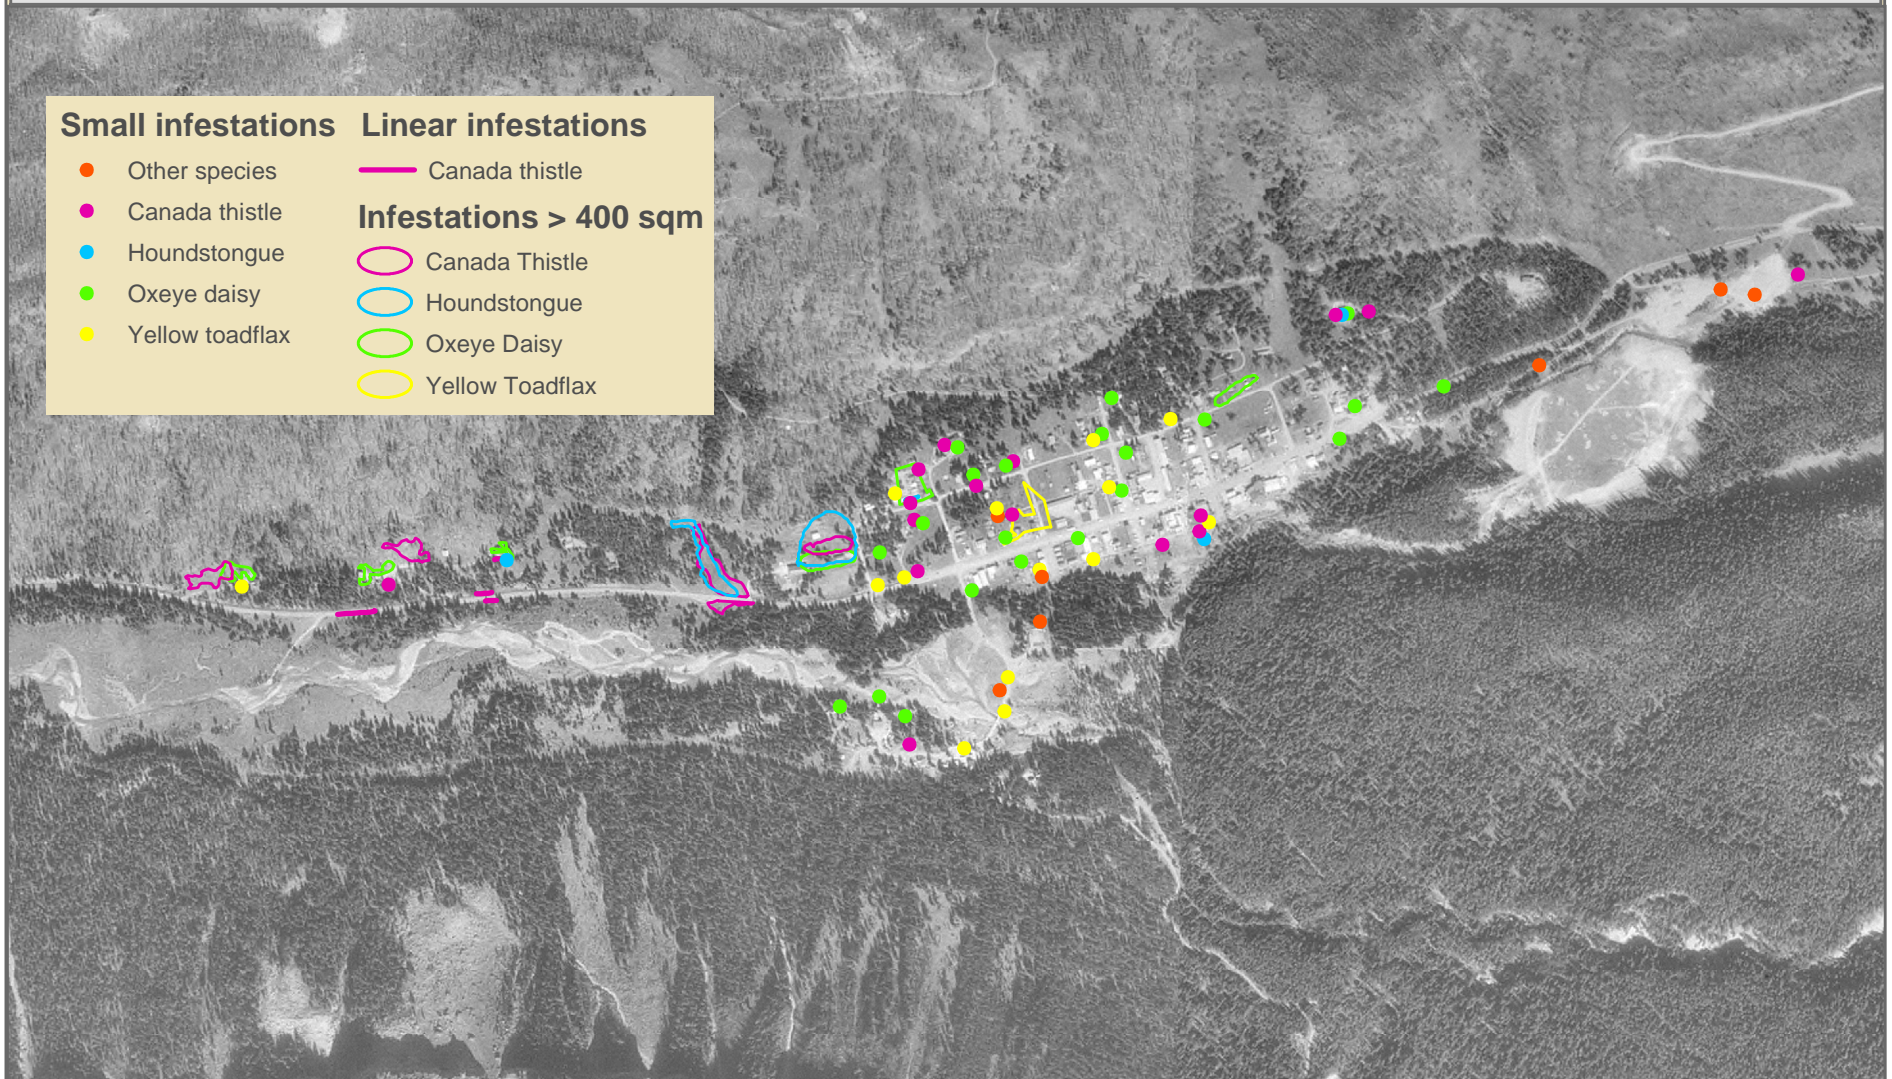 Small infestations
Other species
Canada thistle
Houndstongue
Oxeye daisy
Yellow toadflax
Linear infestations
Canada thistle
Infestations > 400 sqm
Canada Thistle
Houndstongue
Oxeye Daisy
Yellow Toadflax